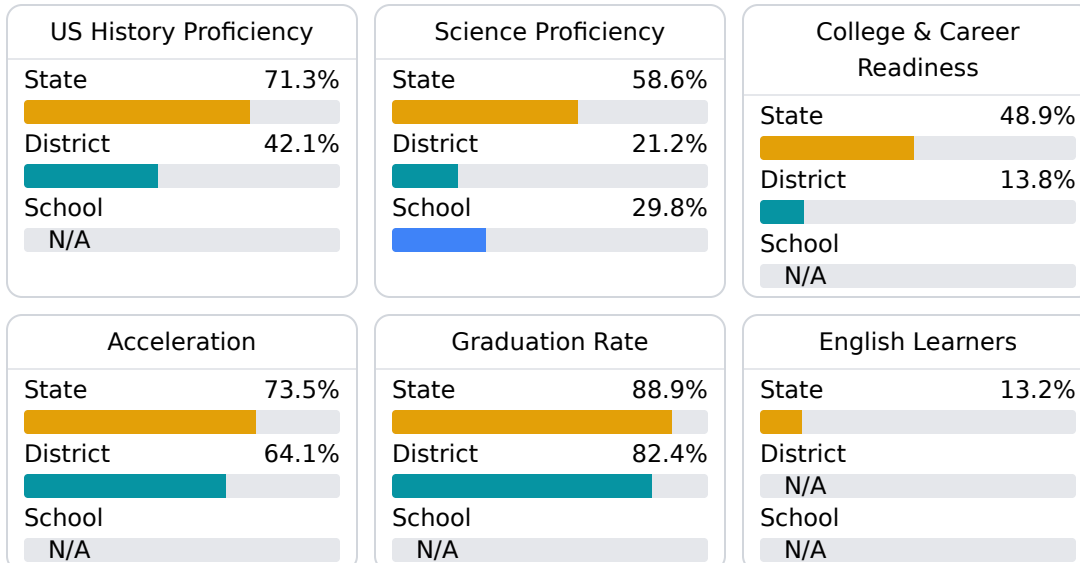 US History Proficiency
State 71.3%
District 42.1%
School
N/A
Science Proficiency
State 58.6%
District 21.2%
School 29.8%
College & Career
Readiness
State 48.9%
District 13.8%
School
N/A
Acceleration
State 73.5%
District 64.1%
School
N/A
Graduation Rate
State 88.9%
District 82.4%
School
N/A
English Learners
State 13.2%
District
N/A
School
N/A